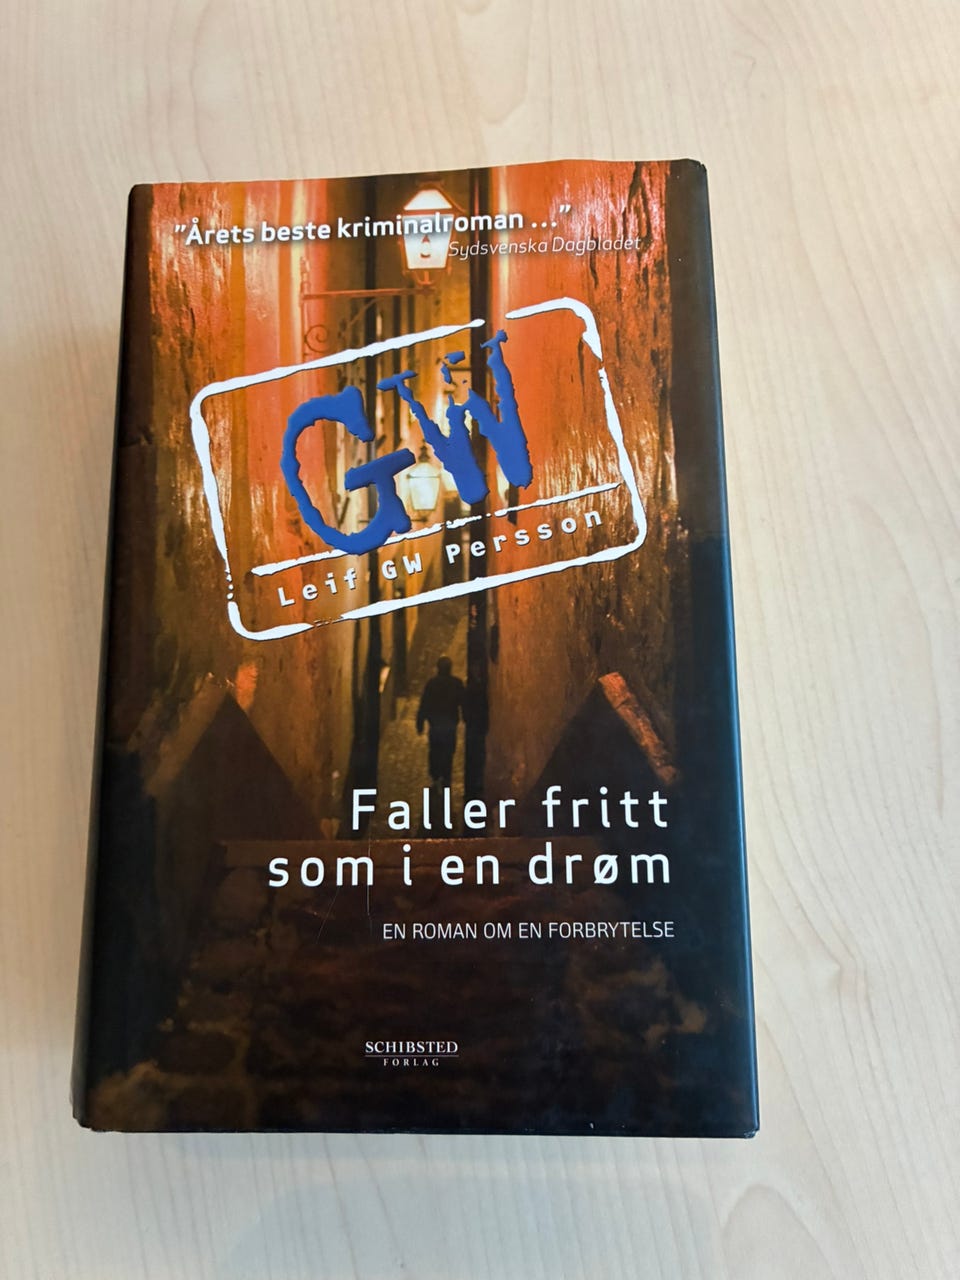 "Årets beste kriminalroman ..."
Sydsvenska Dagbladet
GW
Leif GW Persson
Faller fritt
som i en drøm
EN ROMAN OM EN FORBRYTELSE
SCHIBSTED
FORLAG